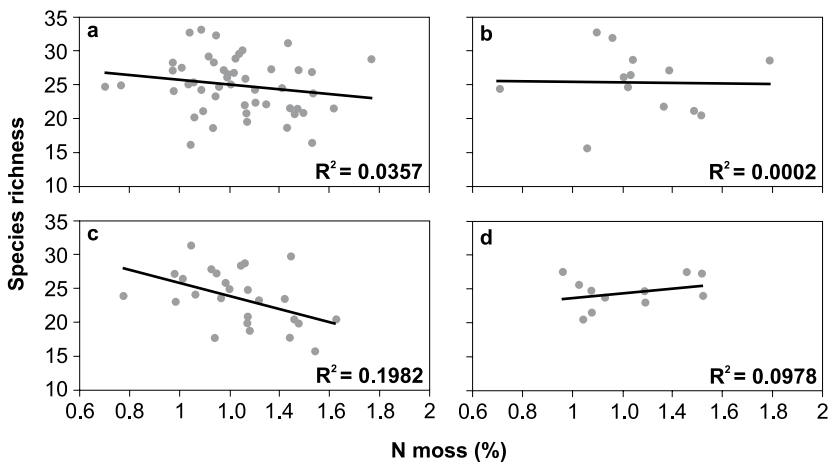 a
b
35
30
25
20
15
10
R² = 0.0357
R² = 0.0002
Species richness
c
d
35
30
25
20
15
10
R² = 0.1982
R² = 0.0978
0.6 0.8 1 1.0 1.4 1.6 1.8 2
0.6 0.8 1 1.0 1.4 1.6 1.8 2
N moss (%)